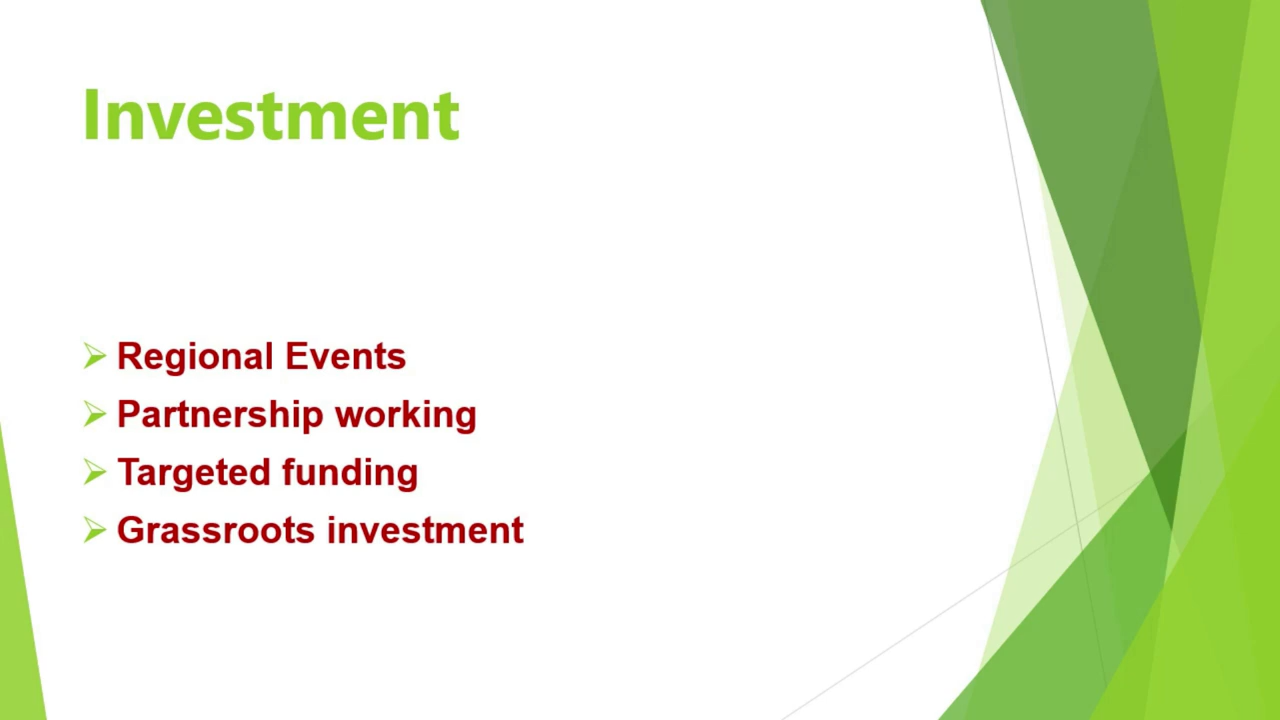 Investment
Regional Events
Partnership working
Targeted funding
Grassroots investment